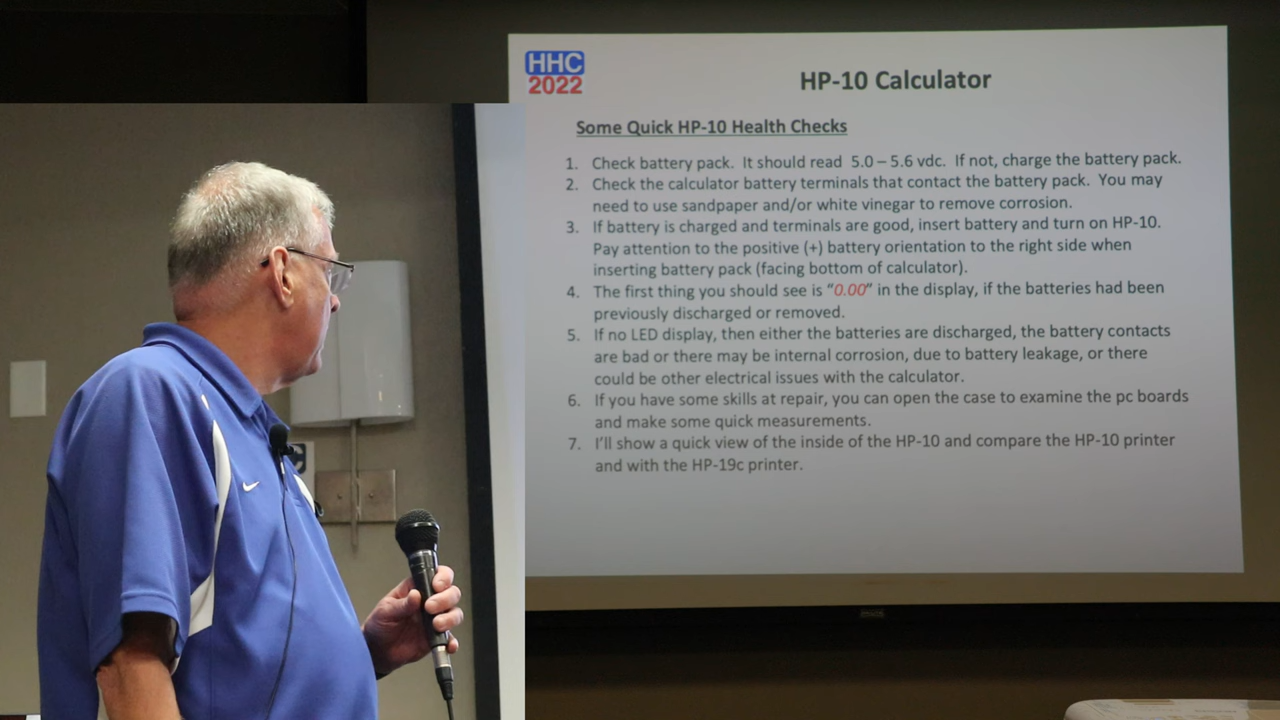 HHC
2022
HP-10 Calculator
Some Quick HP-10 Health Checks
1. Check battery pack. It should read 5.0 – 5.6 vdc. If not, charge the battery pack.
2. Check the calculator battery terminals that contact the battery pack. You may
need to use sandpaper and/or white vinegar to remove corrosion.
3. If battery is charged and terminals are good, insert battery and turn on HP-10.
Pay attention to the positive (+) battery orientation to the right side when
inserting battery pack (facing bottom of calculator).
4. The first thing you should see is “0.00” in the display, if the batteries had been
previously discharged or removed.
5. If no LED display, then either the batteries are discharged, the battery contacts
are bad or there may be internal corrosion, due to battery leakage, or there
could be other electrical issues with the calculator.
6. If you have some skills at repair, you can open the case to examine the pc boards
and make some quick measurements.
7. I’ll show a quick view of the inside of the HP-10 and compare the HP-10 printer
and with the HP-19c printer.